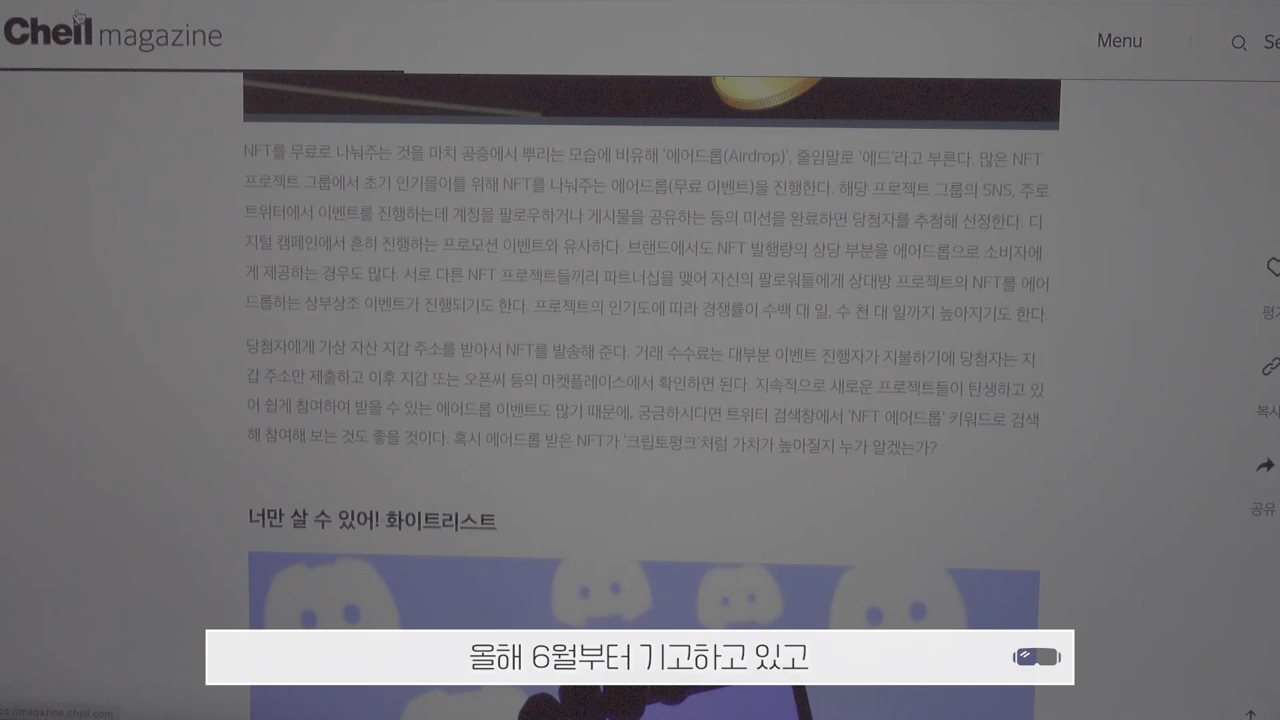 Cheil magazine
Menu
NFT를 무료로 나눠주는 것을 마치 공중에서 뿌리는 모습에 비유해 '에어드롭(Airdrop)', 줄임말로 '에드'라고 부른다. 많은 NFT
프로젝트 그룹에서 초기 인기몰이를 위해 NFT를 나눠주는 에어드롭(무료 이벤트)을 진행한다. 해당 프로젝트 그룹의 SNS, 주로
트위터에서 이벤트를 진행하는데 계정을 팔로우하거나 게시물을 공유하는 등의 미션을 완료하면 당첨자를 추첨해 선정한다. 디
지털 캠페인에서 흔히 진행하는 프로모션 이벤트와 유사하다. 브랜드에서도 NFT 발행량의 상당 부분을 에어드롭으로 소비자에
게 제공하는 경우도 많다. 서로 다른 NFT 프로젝트들끼리 파트너십을 맺어 자신의 팔로워들에게 상대방 프로젝트의 NFT를 에어
드롭하는 상부상조 이벤트가 진행되기도 한다. 프로젝트의 인기도에 따라 경쟁률이 수백 대 일, 수 천 대 일까지 높아지기도 한다.
당첨자에게 가상 자산 지갑 주소를 받아서 NFT를 발송해 준다. 거래 수수료는 대부분 이벤트 진행자가 지불하기에 당첨자는 지
갑 주소만 제출하고 이후 지갑 또는 오픈씨 등의 마켓플레이스에서 확인하면 된다. 지속적으로 새로운 프로젝트들이 탄생하고 있
어 쉽게 참여하여 받을 수 있는 에어드롭 이벤트도 많기 때문에, 궁금하시다면 트위터 검색창에서 'NFT 에어드롭' 키워드로 검색
해 참여해 보는 것도 좋을 것이다. 혹시 에어드롭 받은 NFT가 '크립토펑크'처럼 가치가 높아질지 누가 알겠는가?
공유
너만 살 수 있어! 화이트리스트
올해 6월부터 기고하고 있고
magazine.cheil.com